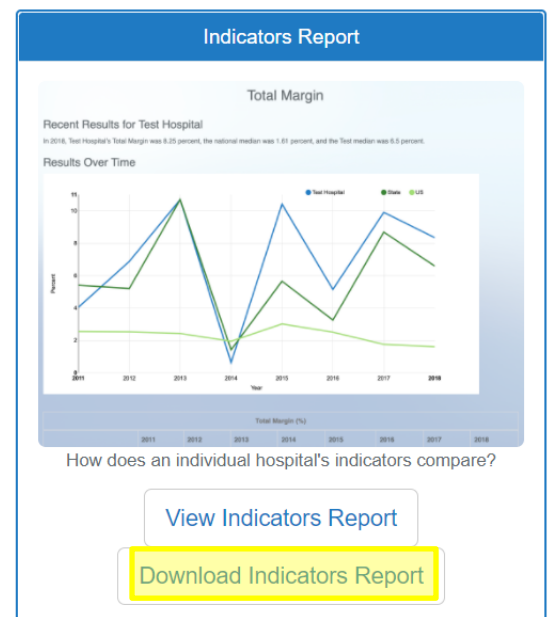 Indicators Report
Total Margin
Recent Results for Test Hospital
In 2018, Test Hospital's Total Margin was 8.25 percent, the national median was 1.61 percent, and the Test median was 6.5 percent.
Results Over Time
Test Hospital State US
11
10
8
6
4
2
0
Percent
2011 2012 2013 2014 2015 2016 2017 2018
Year
Total Margin (%)
2011 2012 2013 2014 2015 2016 2017 2018
How does an individual hospital's indicators compare?
View Indicators Report
Download Indicators Report